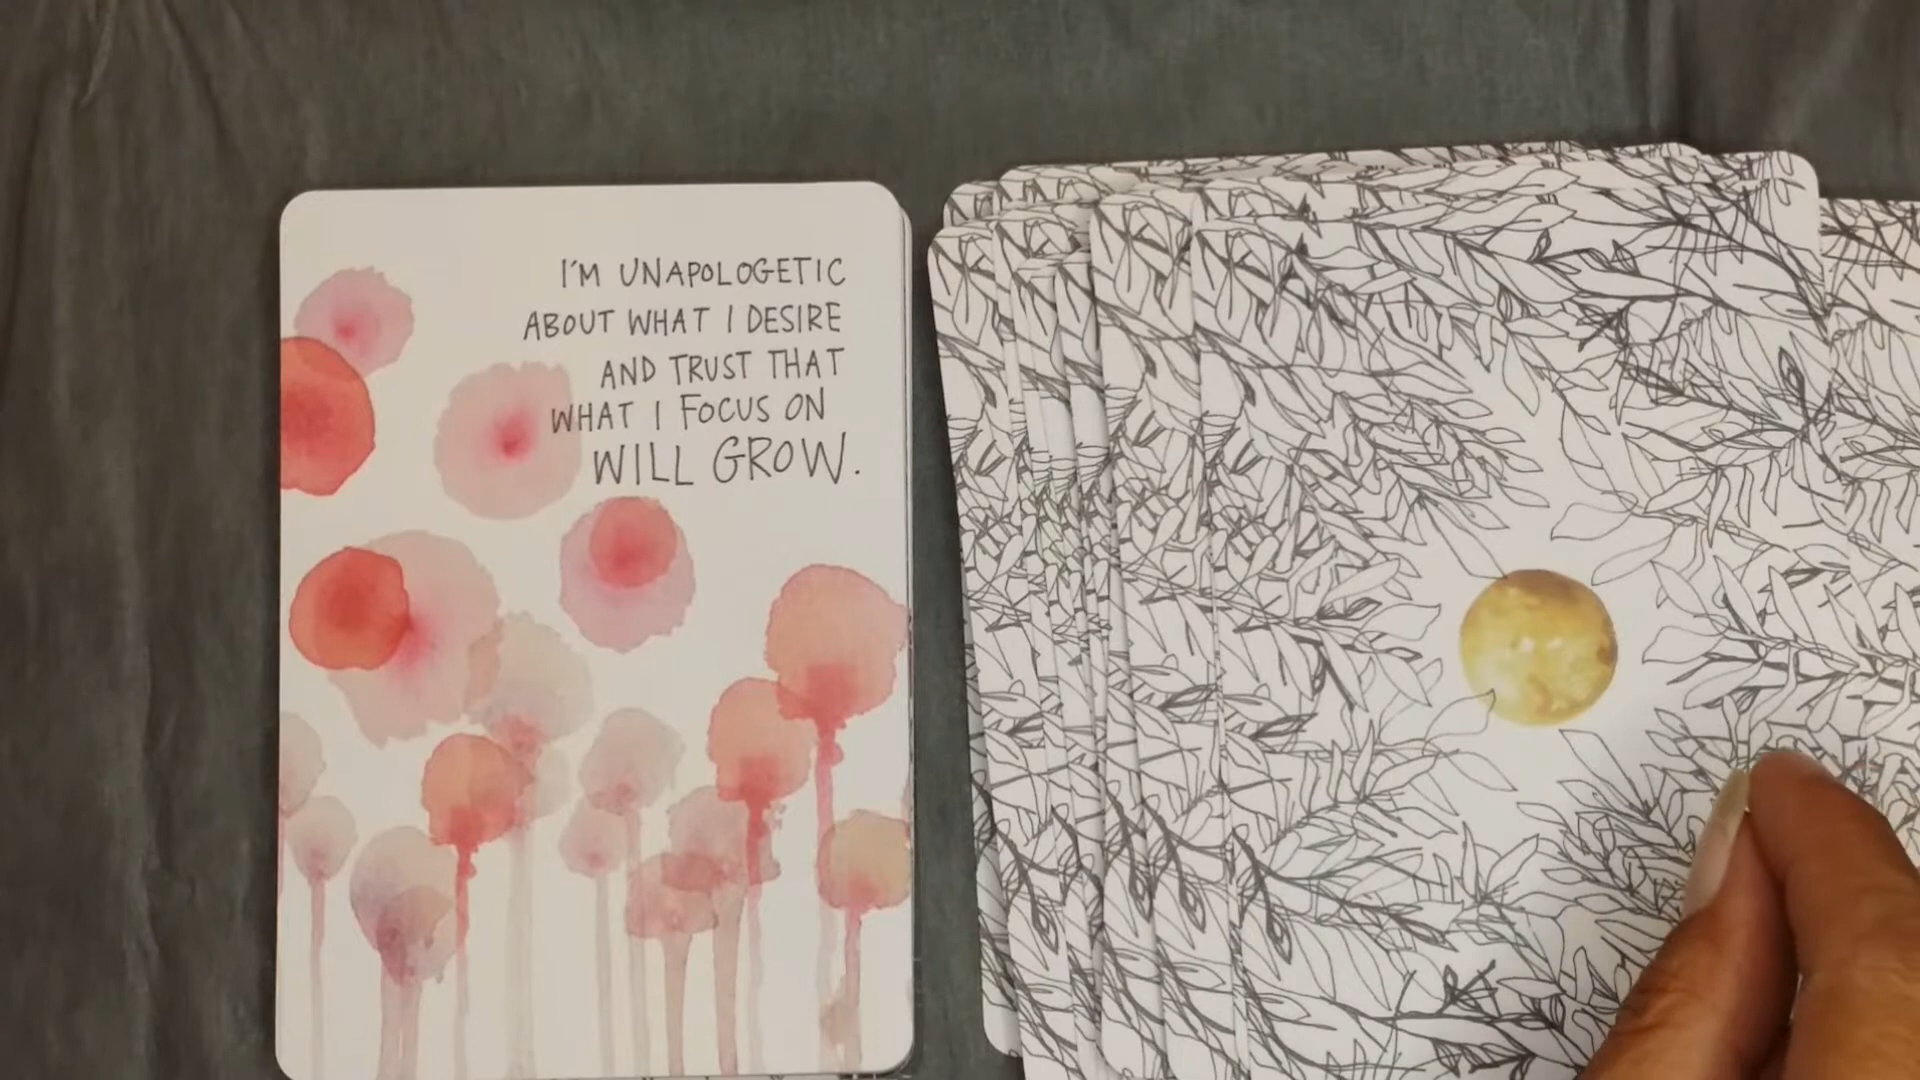 I'M UNAPOLOGETIC
ABOUT WHAT I DESIRE
AND TRUST THAT
WHAT I FOCUS ON
WILL GROW.